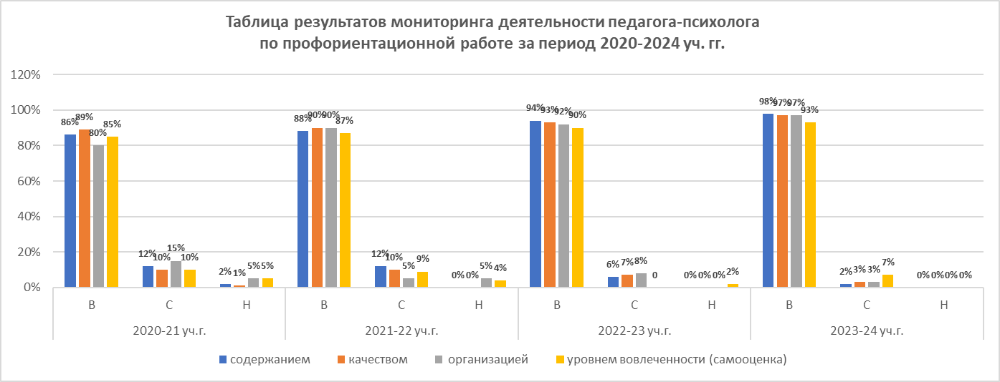 Таблица результатов мониторинга деятельности педагога-психолога
по профориентационной работе за период 2020-2024 уч. гг.
120%
100%
80%
60%
40%
20%
0%
86% 89% 80% 85% 12% 10% 15% 10% 2% 1% 5% 5% 88% 90% 90% 87% 12% 10% 5% 9% 0% 0% 5% 4% 94% 93% 92% 90% 6% 7% 8% 0 0% 0% 0% 2% 98% 97% 97% 93% 2% 3% 3% 7% 0% 0% 0% 0%
В С Н В С Н В С Н В С Н
2020-21 уч.г. 2021-22 уч.г. 2022-23 уч.г. 2023-24 уч.г.
содержанием качеством организацией уровнем вовлеченности (самооценка)